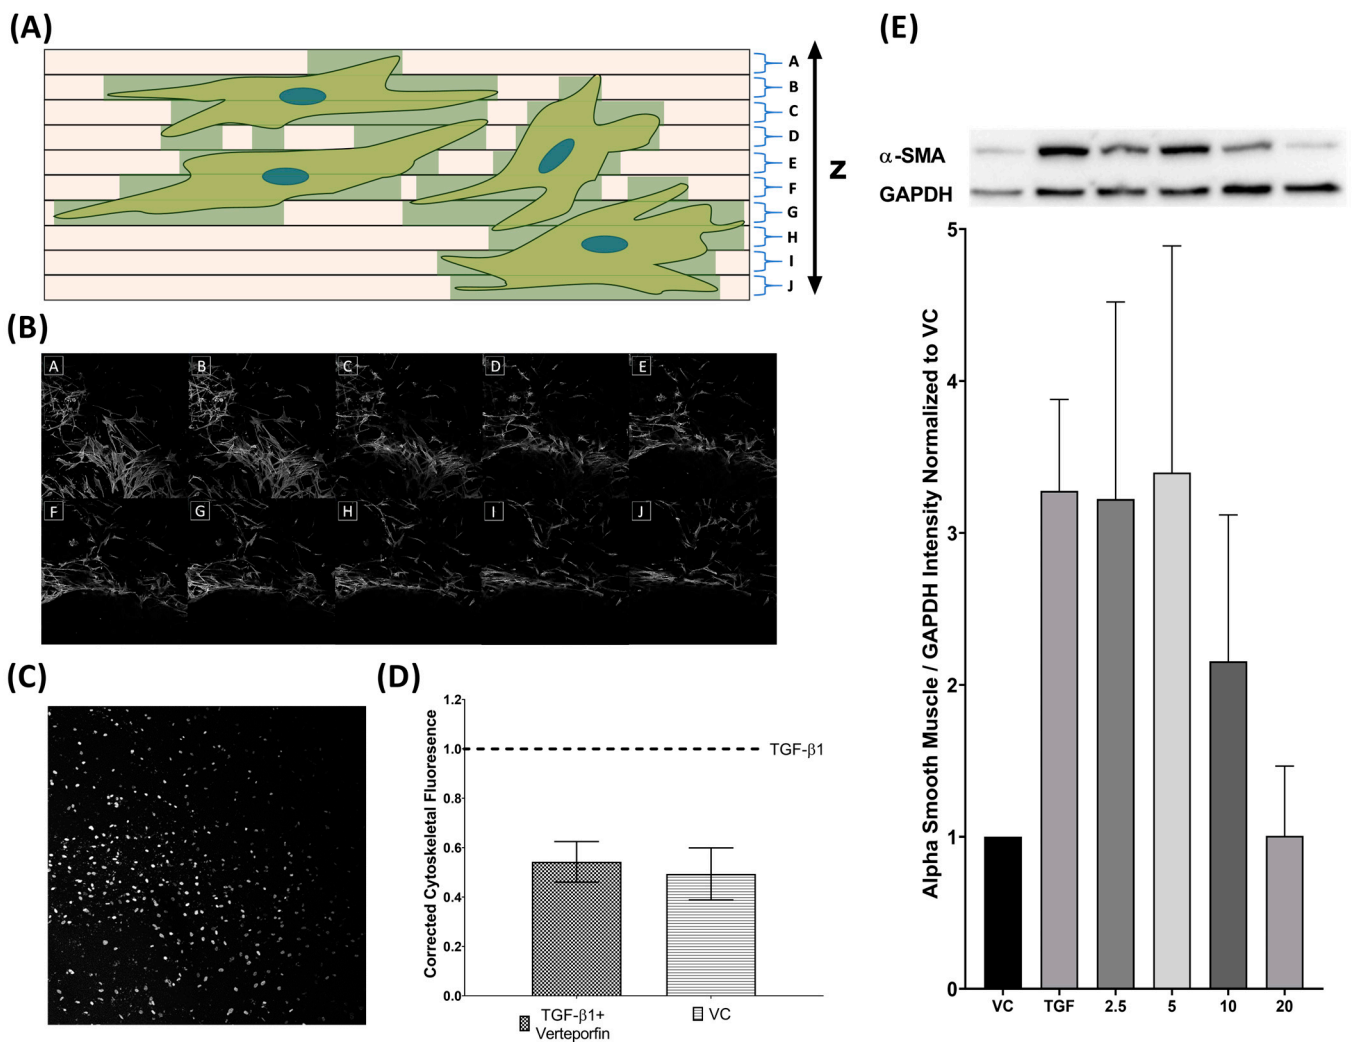 (A)
A
B
C
D
E
F
G
H
I
J
Z
(B)
A
B
C
D
E
F
G
H
I
J
(C)
(D)
Corrected Cytoskeletal Fluoresence
1.2
1.0
0.8
0.6
0.4
0.2
0.0
TGF-β1
TGF-β1+
Verteporfin
VC
(E)
α-SMA
GAPDH
Alpha Smooth Muscle / GAPDH Intensity Normalized to VC
5
4
3
2
1
0
VC TGF 2.5 5 10 20